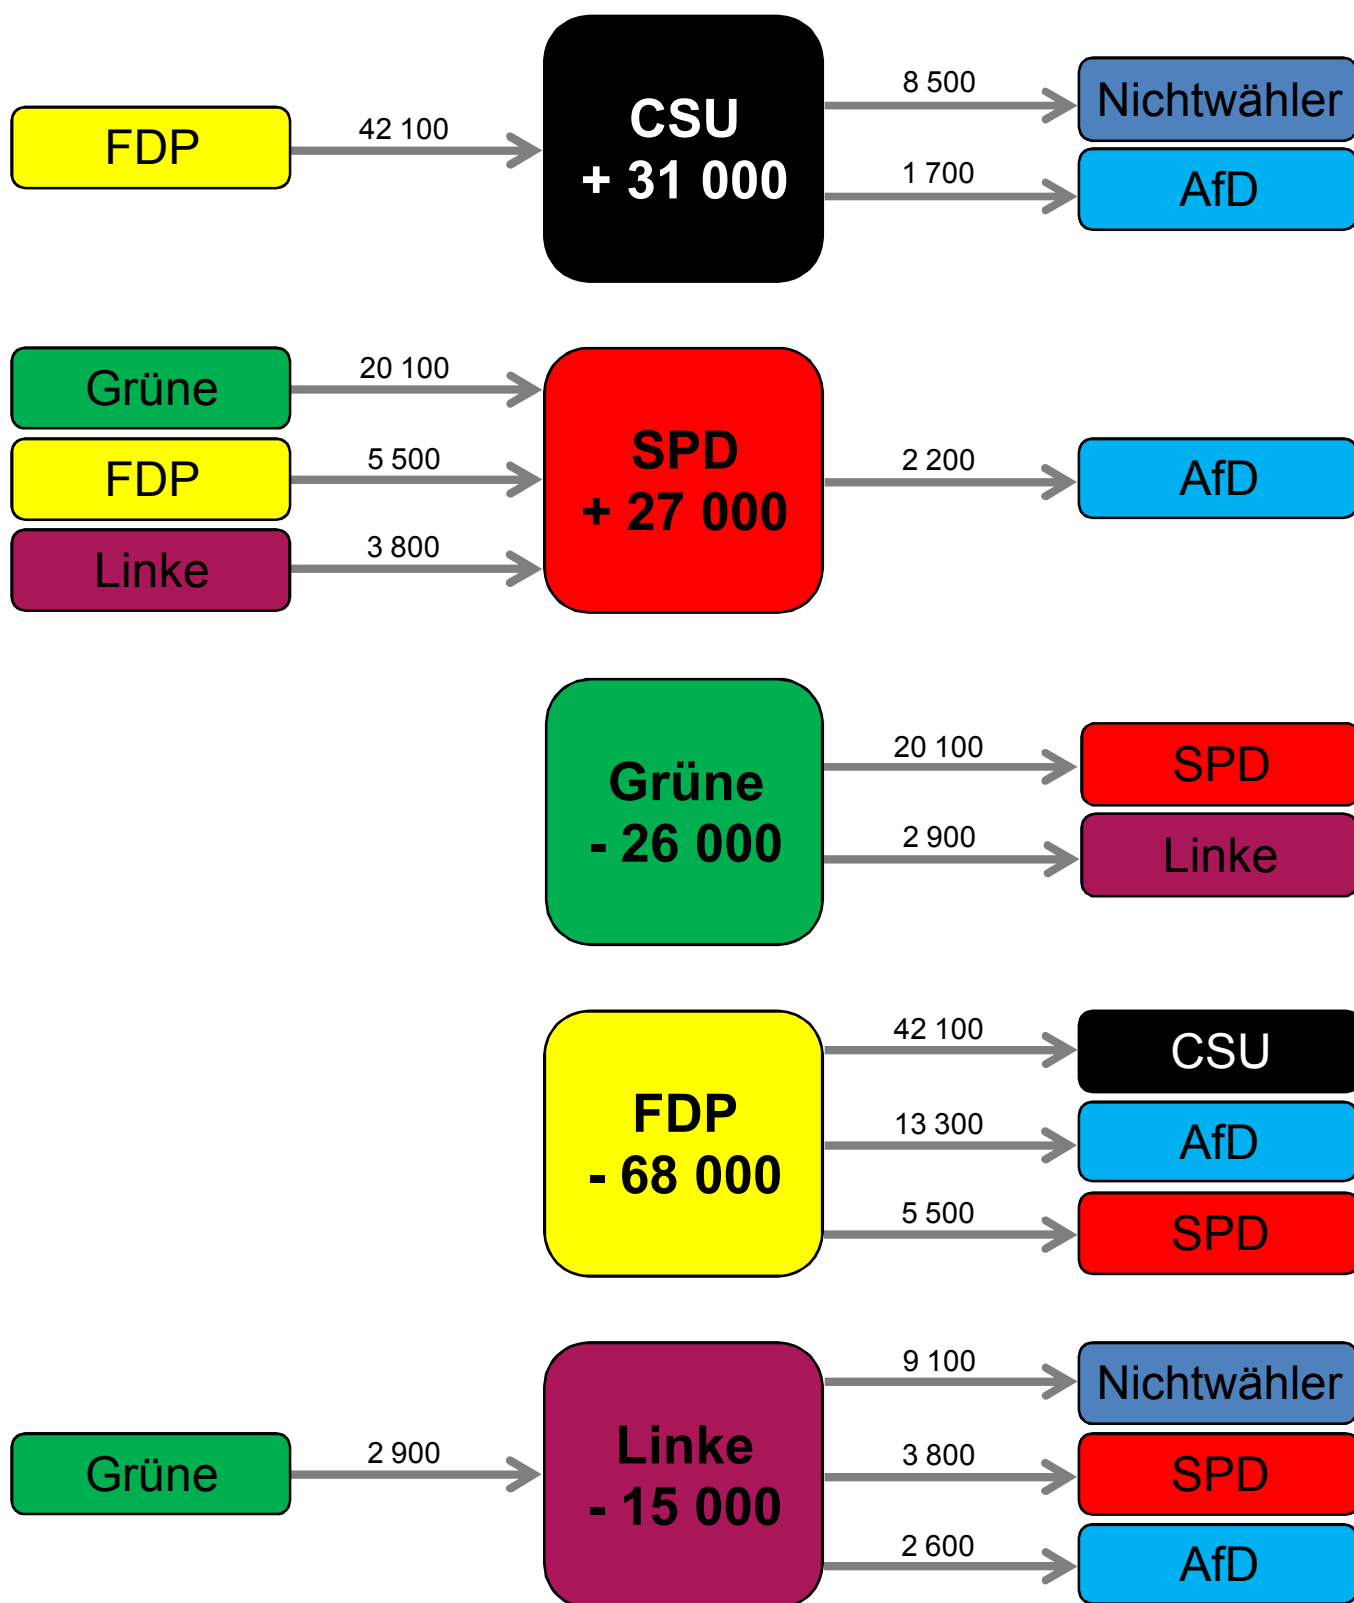 FDP
42 100
CSU
+ 31 000
8 500
Nichtwähler
1 700
AfD
Grüne
20 100
FDP
5 500
Linke
3 800
SPD
+ 27 000
2 200
AfD
Grüne
- 26 000
20 100
SPD
2 900
Linke
FDP
- 68 000
42 100
CSU
13 300
AfD
5 500
SPD
Grüne
2 900
Linke
- 15 000
9 100
Nichtwähler
3 800
SPD
2 600
AfD